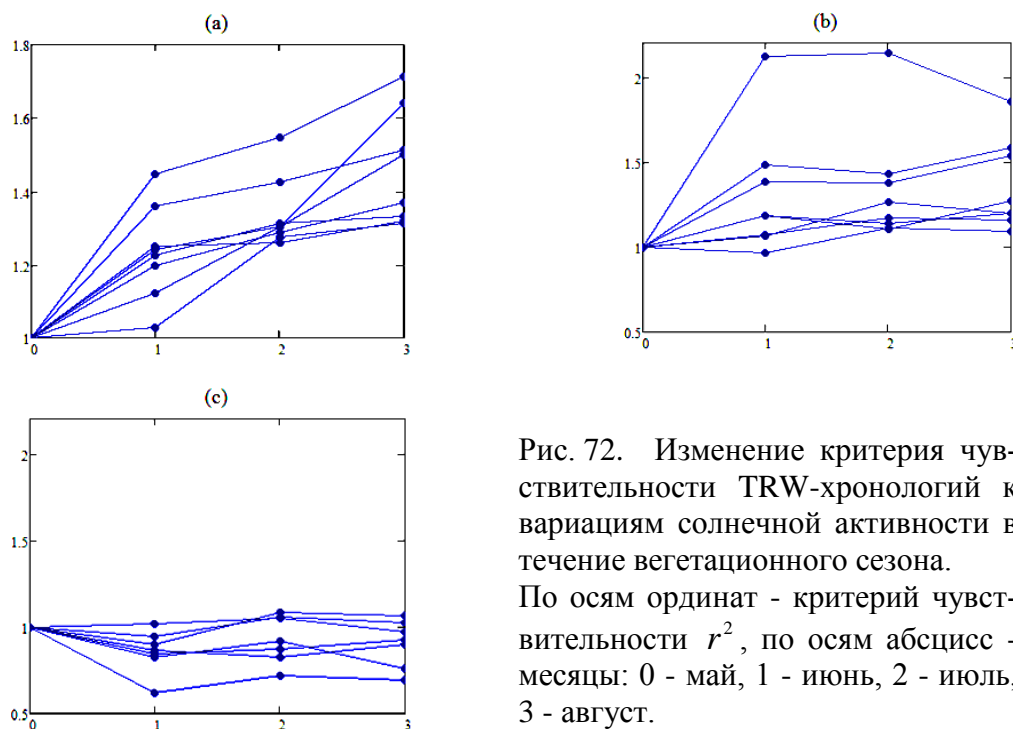 (a)
1.8
1.6
1.4
1.2
1
0 1 2 3
(b)
2
1.5
1
0.5
0 1 2 3
(c)
2
1.5
1
0.5
0 1 2 3
Рис. 72. Изменение критерия чув-
ствительности TRW-хронологий к
вариациям солнечной активности в
течение вегетационного сезона.
По осям ординат - критерий чувст-
вительности r², по осям абсцисс -
месяцы: 0 - май, 1 - июнь, 2 - июль,
3 - август.